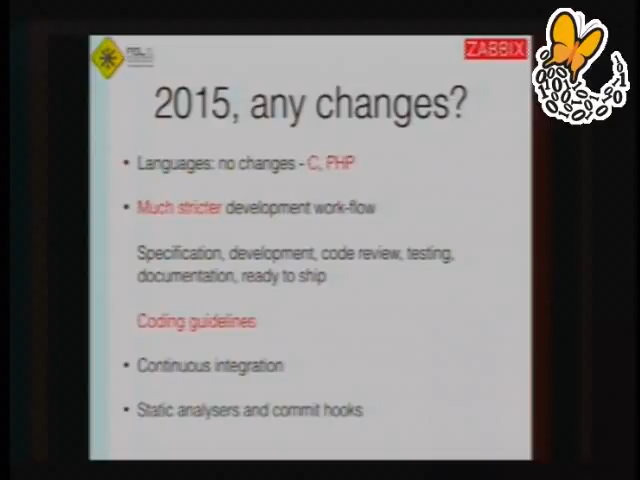 ZABBIX
2015, any changes?
• Languages: no changes - C, PHP
• Much stricter development work-flow
Specification, development, code review, testing,
documentation, ready to ship
Coding guidelines
• Continuous integration
• Static analysers and commit hooks